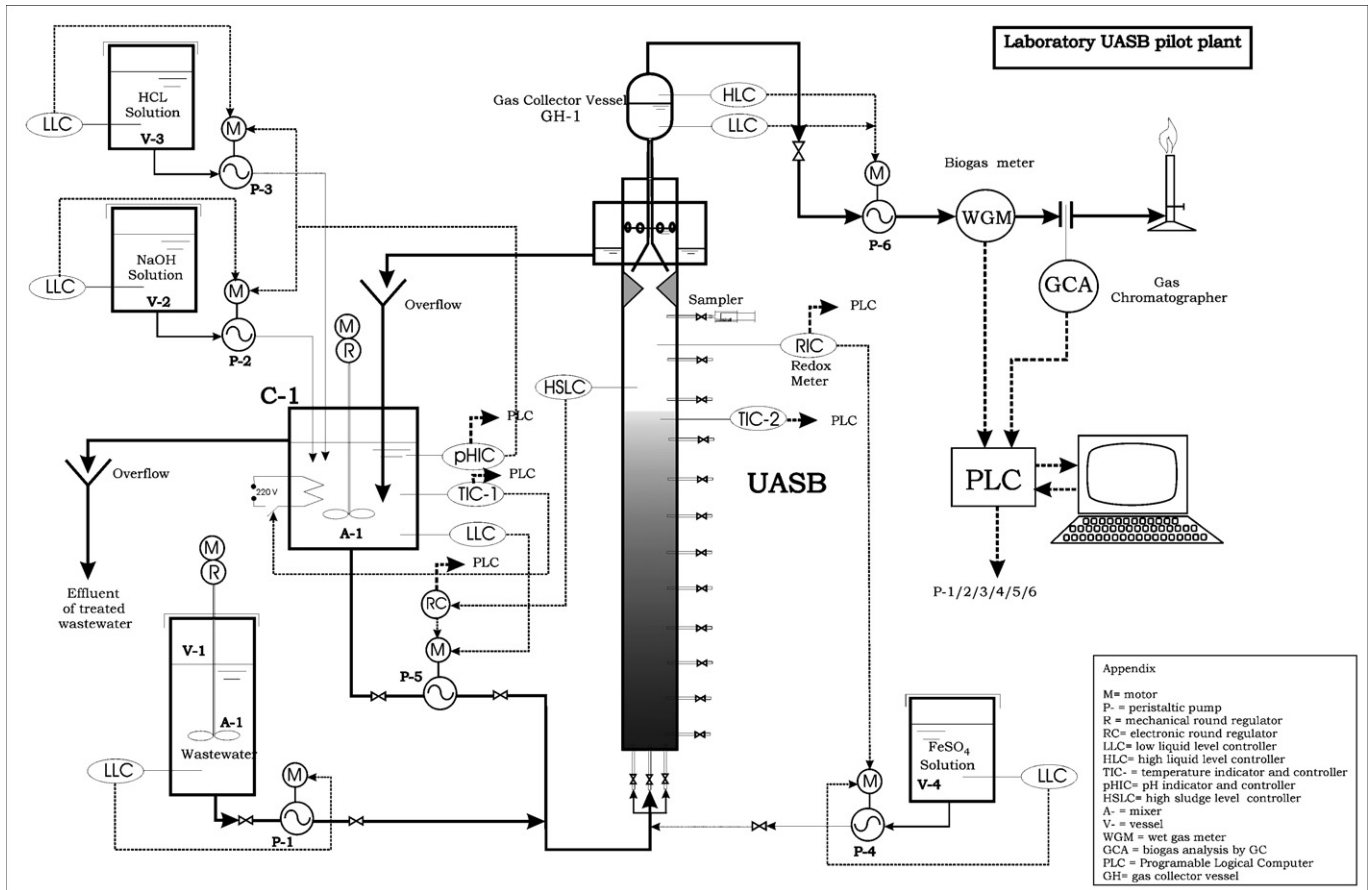 Laboratory UASB pilot plant
HCL
Solution
V-3
LLC
M
P-3
NaOH
Solution
V-2
LLC
M
P-2
Gas Collector Vessel
GH-1
HLC
LLC
M
P-6
Biogas meter
WGM
GCA
Gas
Chromatographer
Overflow
M
R
C-1
HSLC
Sampler
PLC
RIC
Redox
Meter
TIC-2
PLC
PLC
pHIC
PLC
TIC-1
LLC
220 V
A-1
Overflow
UASB
PLC
P-1/2/3/4/5/6
M
R
Effluent
of treated
wastewater
PLC
RC
M
P-5
V-1
A-1
Wastewater
LLC
M
P-1
M
P-4
FeSO4
Solution
V-4
LLC
Appendix
M= motor
P- = peristaltic pump
R = mechanical round regulator
RC= electronic round regulator
LLC= low liquid level controller
HLC= high liquid level controller
TIC- = temperature indicator and controller
pHIC= pH indicator and controller
HSLC= high sludge level controller
A- = mixer
V- = vessel
WGM = wet gas meter
GCA = biogas analysis by GC
PLC = Programable Logical Computer
GH= gas collector vessel